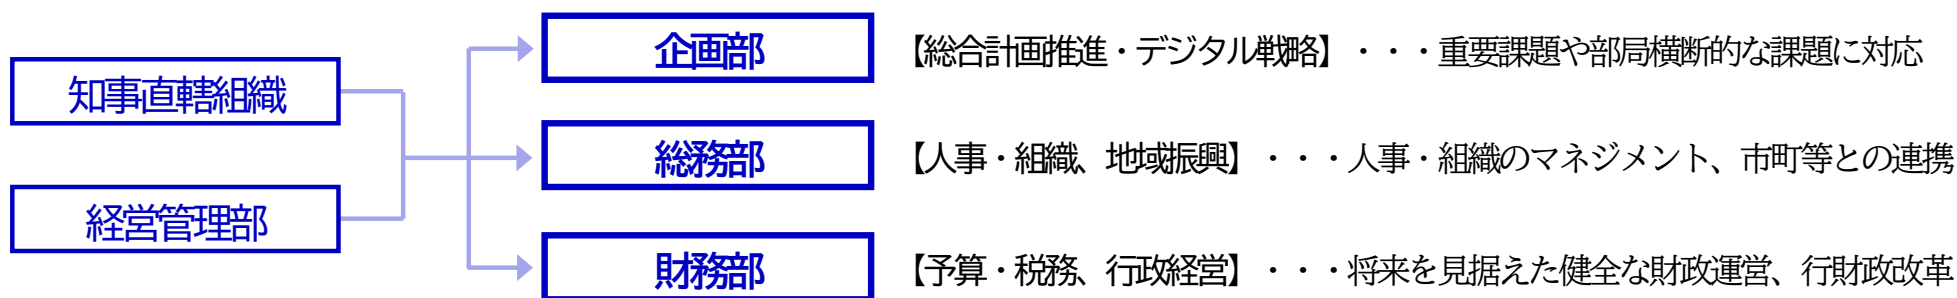 知事直轄組織
経営管理部
企画部 【総合計画推進・デジタル戦略】・・・重要課題や部局横断的な課題に対応
総務部 【人事・組織、地域振興】・・・人事・組織のマネジメント、市町等との連携
財務部 【予算・税務、行政経営】・・・将来を見据えた健全な財政運営、行財政改革